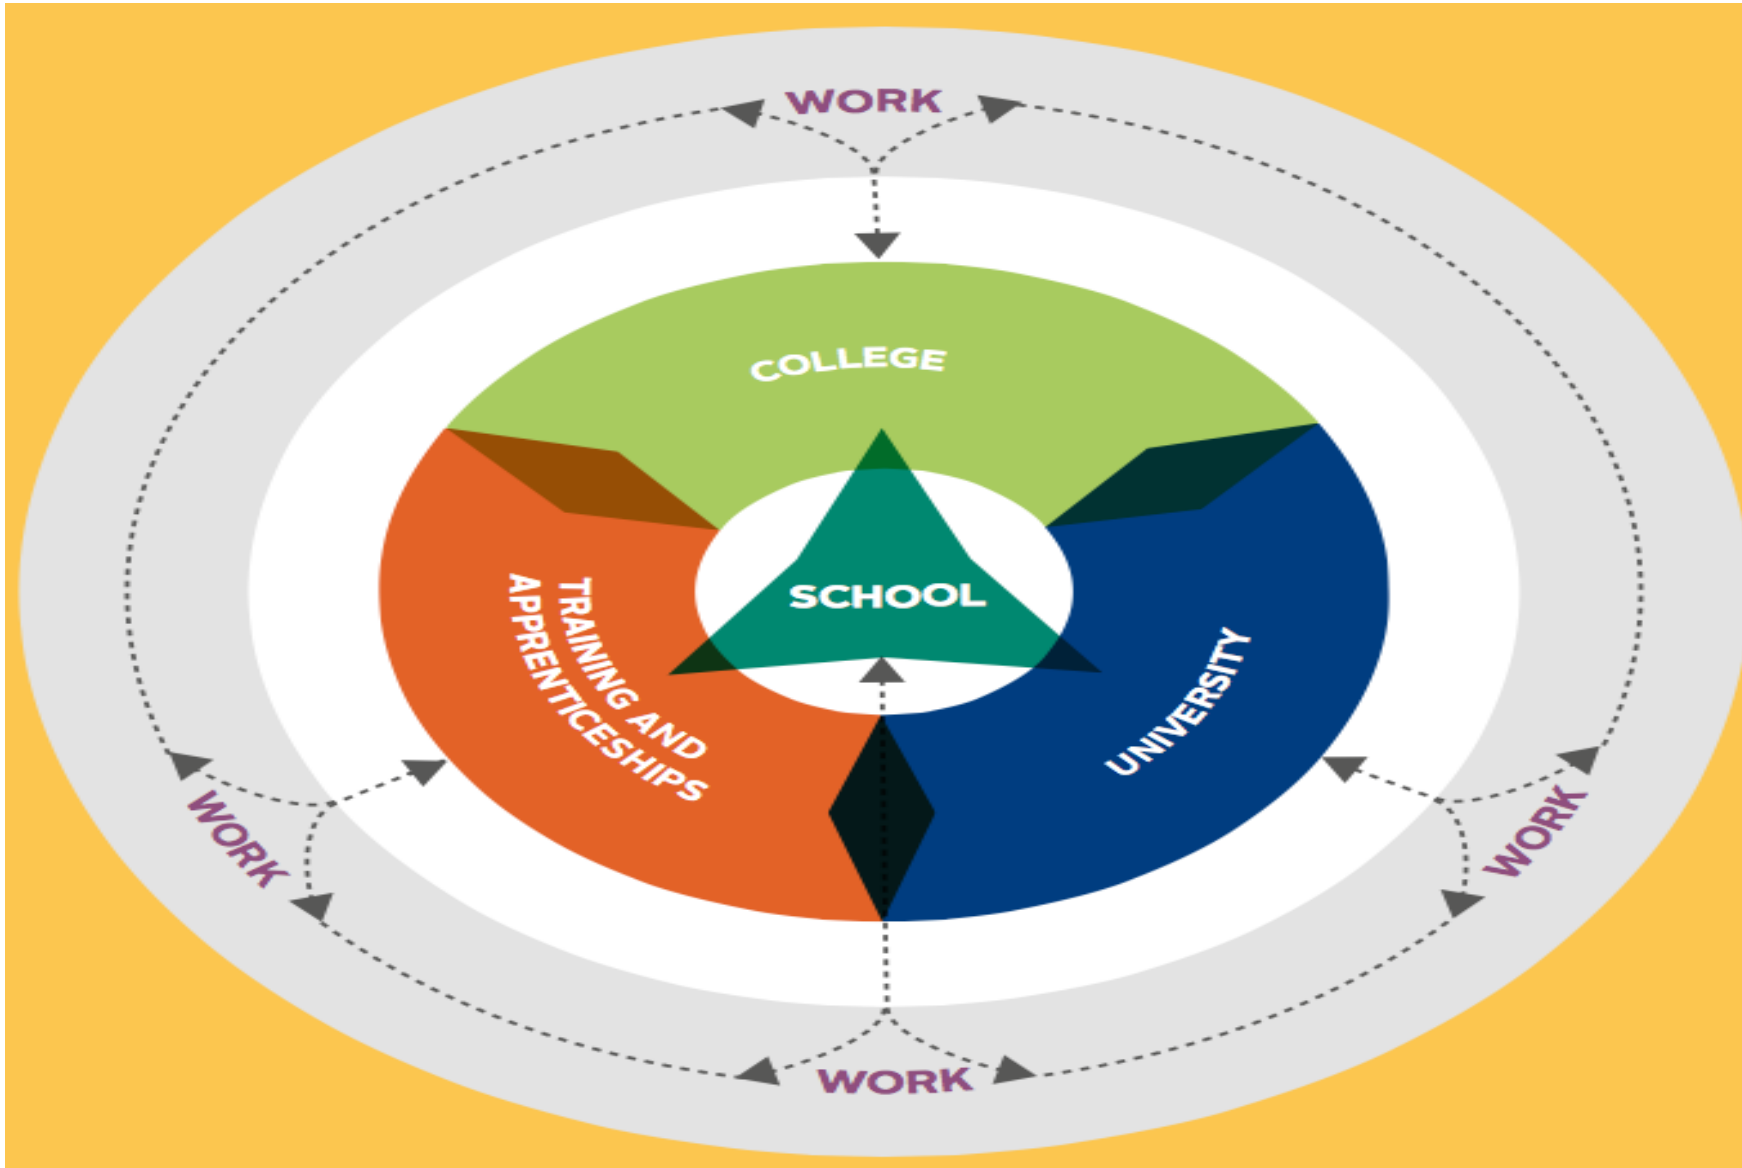 WORK
COLLEGE
SCHOOL
TRAINING AND
APPRENTICESHIPS
UNIVERSITY
WORK
WORK
WORK